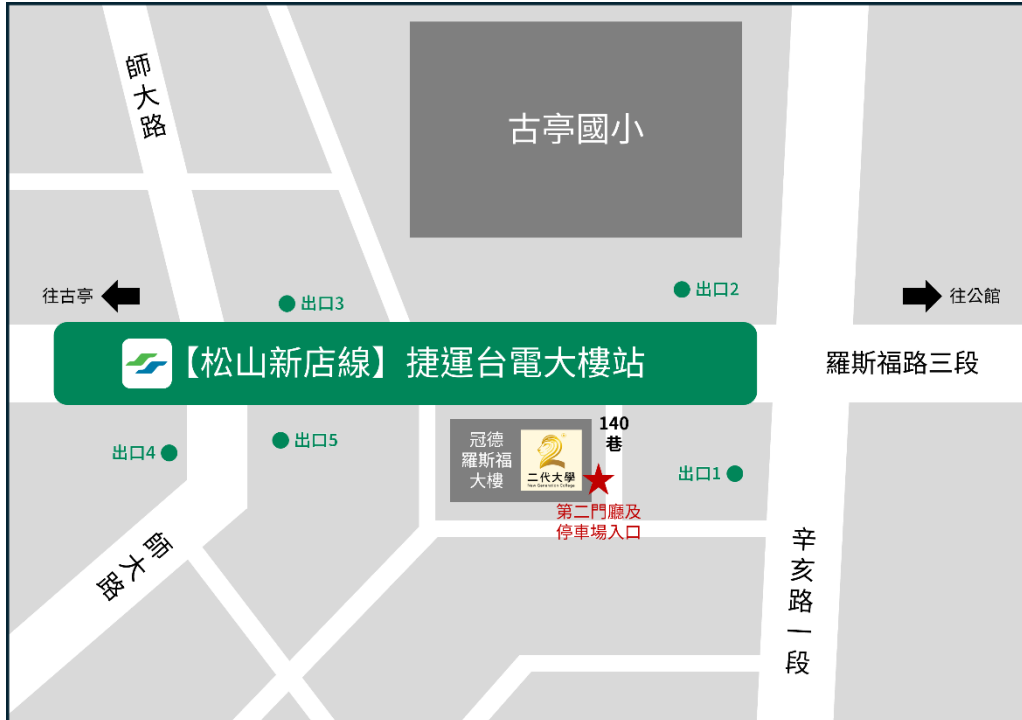 師大路
古亭國小
往古亭
出口3
出口2
往公館
【松山新店線】捷運台電大樓站
羅斯福路三段
出口4
出口5
冠德
羅斯福
大樓
二代大學
New Generation College
140
巷
出口1
第二門廳及
停車場入口
師大路
辛亥路一段